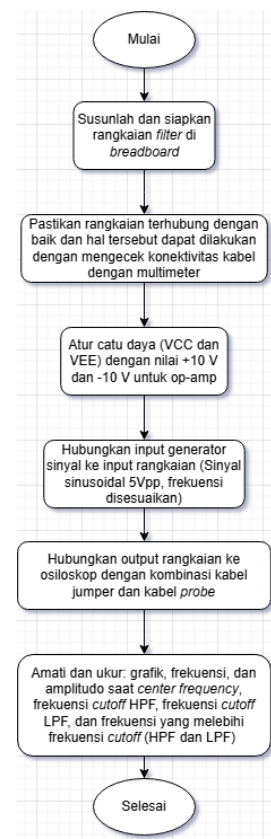 Mulai
Susunlah dan siapkan
rangkaian filter di
breadboard
Pastikan rangkaian terhubung dengan
baik dan hal tersebut dapat dilakukan
dengan mengecek konektivitas kabel
dengan multimeter
Atur catu daya (VCC dan
VEE) dengan nilai +10 V
dan -10 V untuk op-amp
Hubungkan input generator
sinyal ke input rangkaian (Sinyal
sinusoidal 5Vpp, frekuensi
disesuaikan)
Hubungkan output rangkaian ke
osiloskop dengan kombinasi kabel
jumper dan kabel probe
Amati dan ukur: grafik, frekuensi, dan
amplitudo saat center frequency,
frekuensi cutoff HPF, frekuensi cutoff
LPF, dan frekuensi yang melebihi
frekuensi cutoff (HPF dan LPF)
Selesai